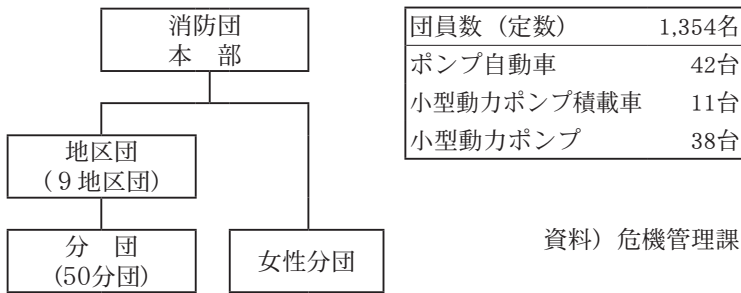 消防団
本　部
地区団
(９地区団)
分　団
(50分団)
女性分団
団員数（定数）　1,354名
ポンプ自動車　42台
小型動力ポンプ積載車　11台
小型動力ポンプ　38台
資料）危機管理課